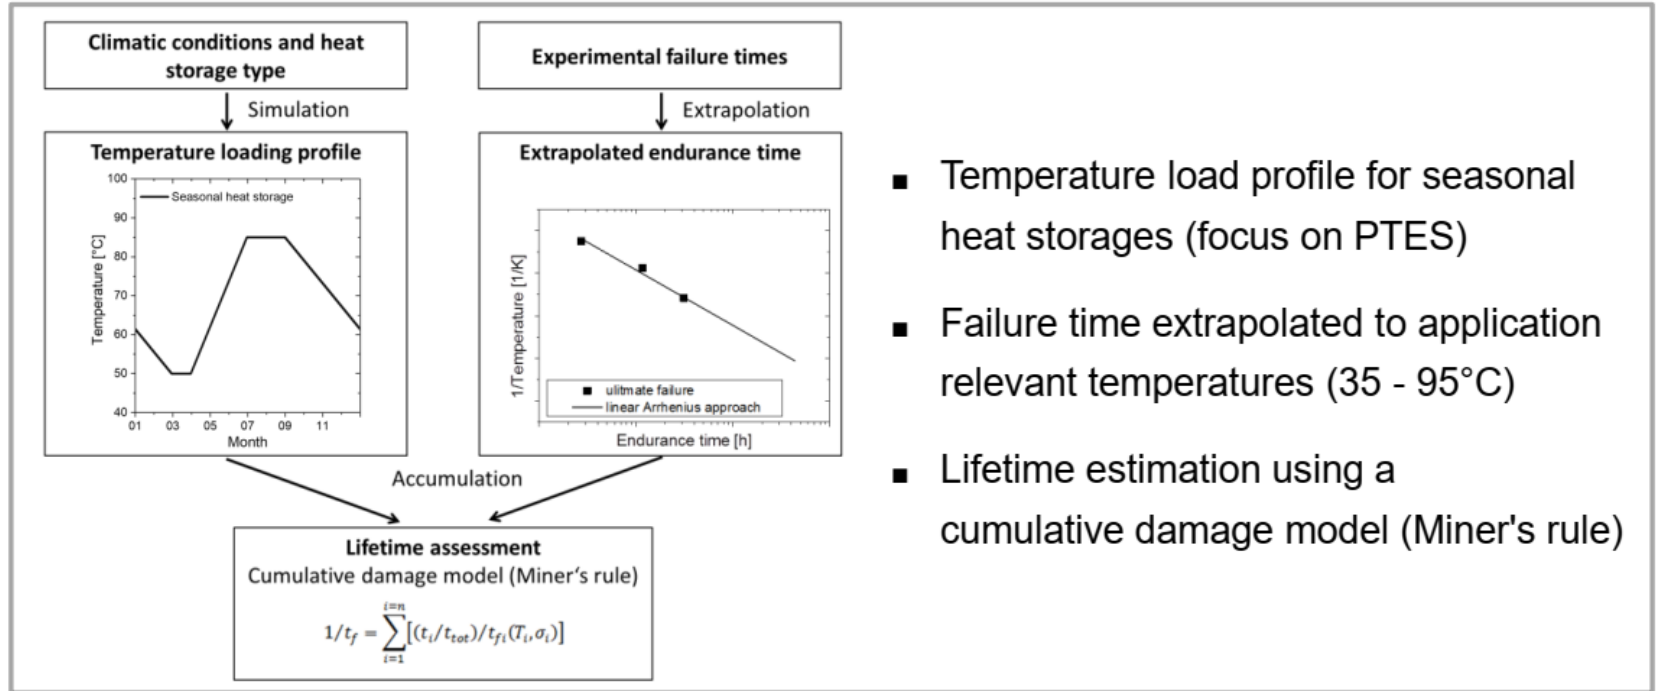 Climatic conditions and heat
storage type
Simulation
Temperature loading profile
100
90
80
70
60
50
40
Temperature [°C]
Seasonal heat storage
01 03 05 07 09 11
Month
Experimental failure times
Extrapolation
Extrapolated endurance time
1/Temperature [1/K]
ulitmate failure
linear Arrhenius approach
Endurance time [h]
Accumulation
Lifetime assessment
Cumulative damage model (Miner's rule)
1/t_f = ∑_{i=1}^{i=n} [(t_i/t_tot)/t_fi(T_i,σ_i)]
■ Temperature load profile for seasonal
heat storages (focus on PTES)
■ Failure time extrapolated to application
relevant temperatures (35 - 95°C)
■ Lifetime estimation using a
cumulative damage model (Miner's rule)